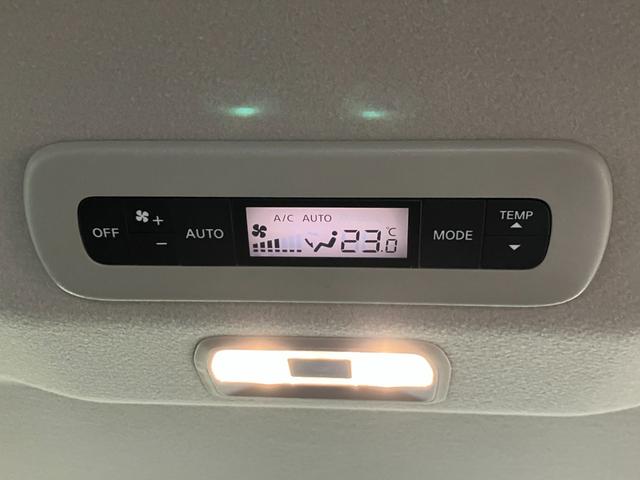 A/C AUTO
OFF + − AUTO 23.0 °C MODE TEMP